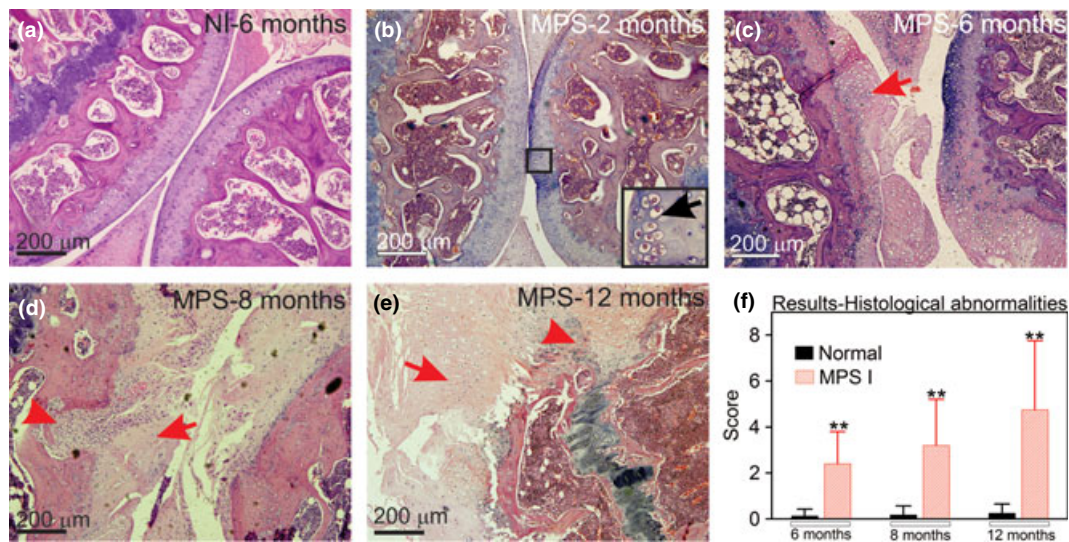 (a) NI-6 months
200 μm
(b) MPS-2 months
200 μm
(c) MPS-6 months
200 μm
(d) MPS-8 months
200 μm
(e) MPS-12 months
200 μm
(f)
Results-Histological abnormalities
8
6
4
2
0
Score
Normal
MPS I
**
**
**
6 months
8 months
12 months